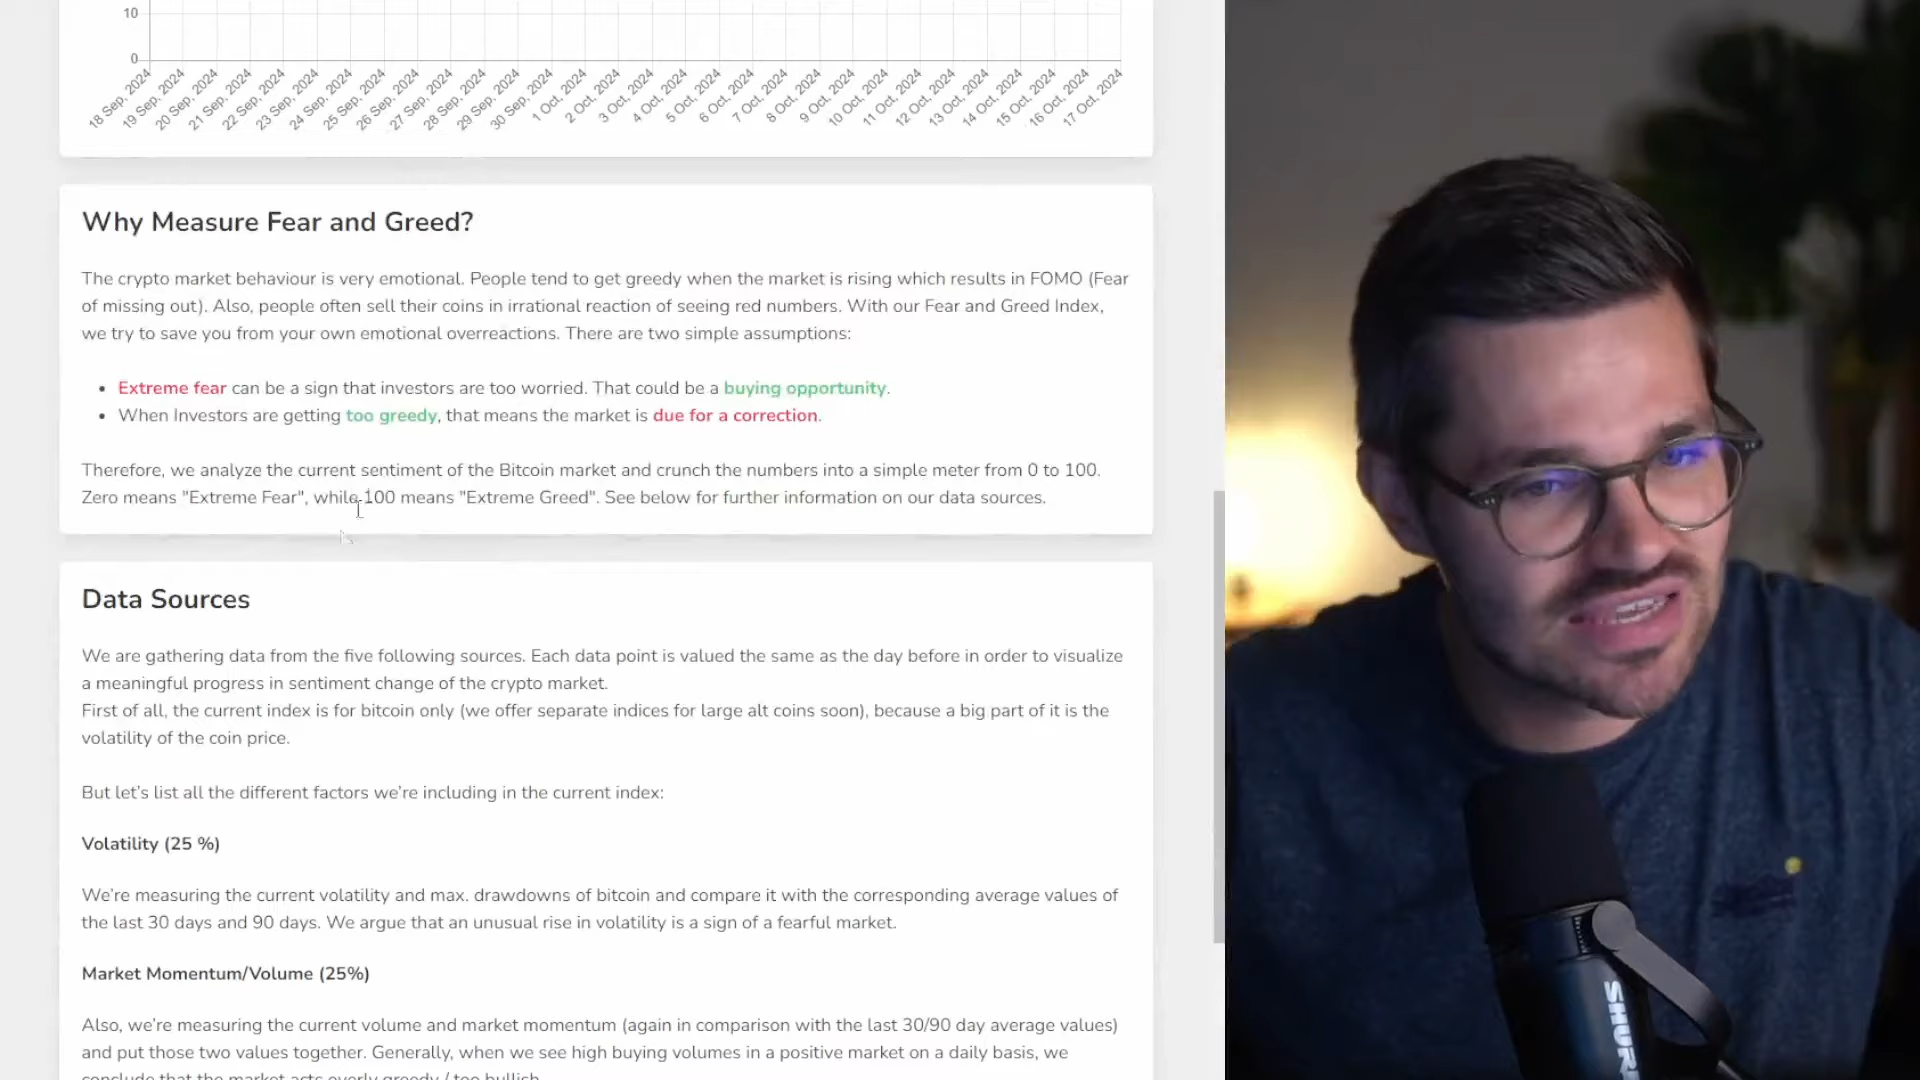 10
0
18 Sep, 2024
19 Sep, 2024
20 Sep, 2024
21 Sep, 2024
22 Sep, 2024
23 Sep, 2024
24 Sep, 2024
25 Sep, 2024
26 Sep, 2024
27 Sep, 2024
28 Sep, 2024
29 Sep, 2024
30 Sep, 2024
1 Oct, 2024
2 Oct, 2024
3 Oct, 2024
4 Oct, 2024
5 Oct, 2024
6 Oct, 2024
7 Oct, 2024
8 Oct, 2024
9 Oct, 2024
10 Oct, 2024
11 Oct, 2024
12 Oct, 2024
13 Oct, 2024
14 Oct, 2024
15 Oct, 2024
16 Oct, 2024
17 Oct, 2024
Why Measure Fear and Greed?
The crypto market behaviour is very emotional. People tend to get greedy when the market is rising which results in FOMO (Fear
of missing out). Also, people often sell their coins in irrational reaction of seeing red numbers. With our Fear and Greed Index,
we try to save you from your own emotional overreactions. There are two simple assumptions:
• Extreme fear can be a sign that investors are too worried. That could be a buying opportunity.
• When Investors are getting too greedy, that means the market is due for a correction.
Therefore, we analyze the current sentiment of the Bitcoin market and crunch the numbers into a simple meter from 0 to 100.
Zero means "Extreme Fear", while 100 means "Extreme Greed". See below for further information on our data sources.
Data Sources
We are gathering data from the five following sources. Each data point is valued the same as the day before in order to visualize
a meaningful progress in sentiment change of the crypto market.
First of all, the current index is for bitcoin only (we offer separate indices for large alt coins soon), because a big part of it is the
volatility of the coin price.
But let’s list all the different factors we’re including in the current index:
Volatility (25 %)
We’re measuring the current volatility and max. drawdowns of bitcoin and compare it with the corresponding average values of
the last 30 days and 90 days. We argue that an unusual rise in volatility is a sign of a fearful market.
Market Momentum/Volume (25%)
Also, we’re measuring the current volume and market momentum (again in comparison with the last 30/90 day average values)
and put those two values together. Generally, when we see high buying volumes in a positive market on a daily basis, we
conclude that the market acts overly greedy / too bullish.
SHURE